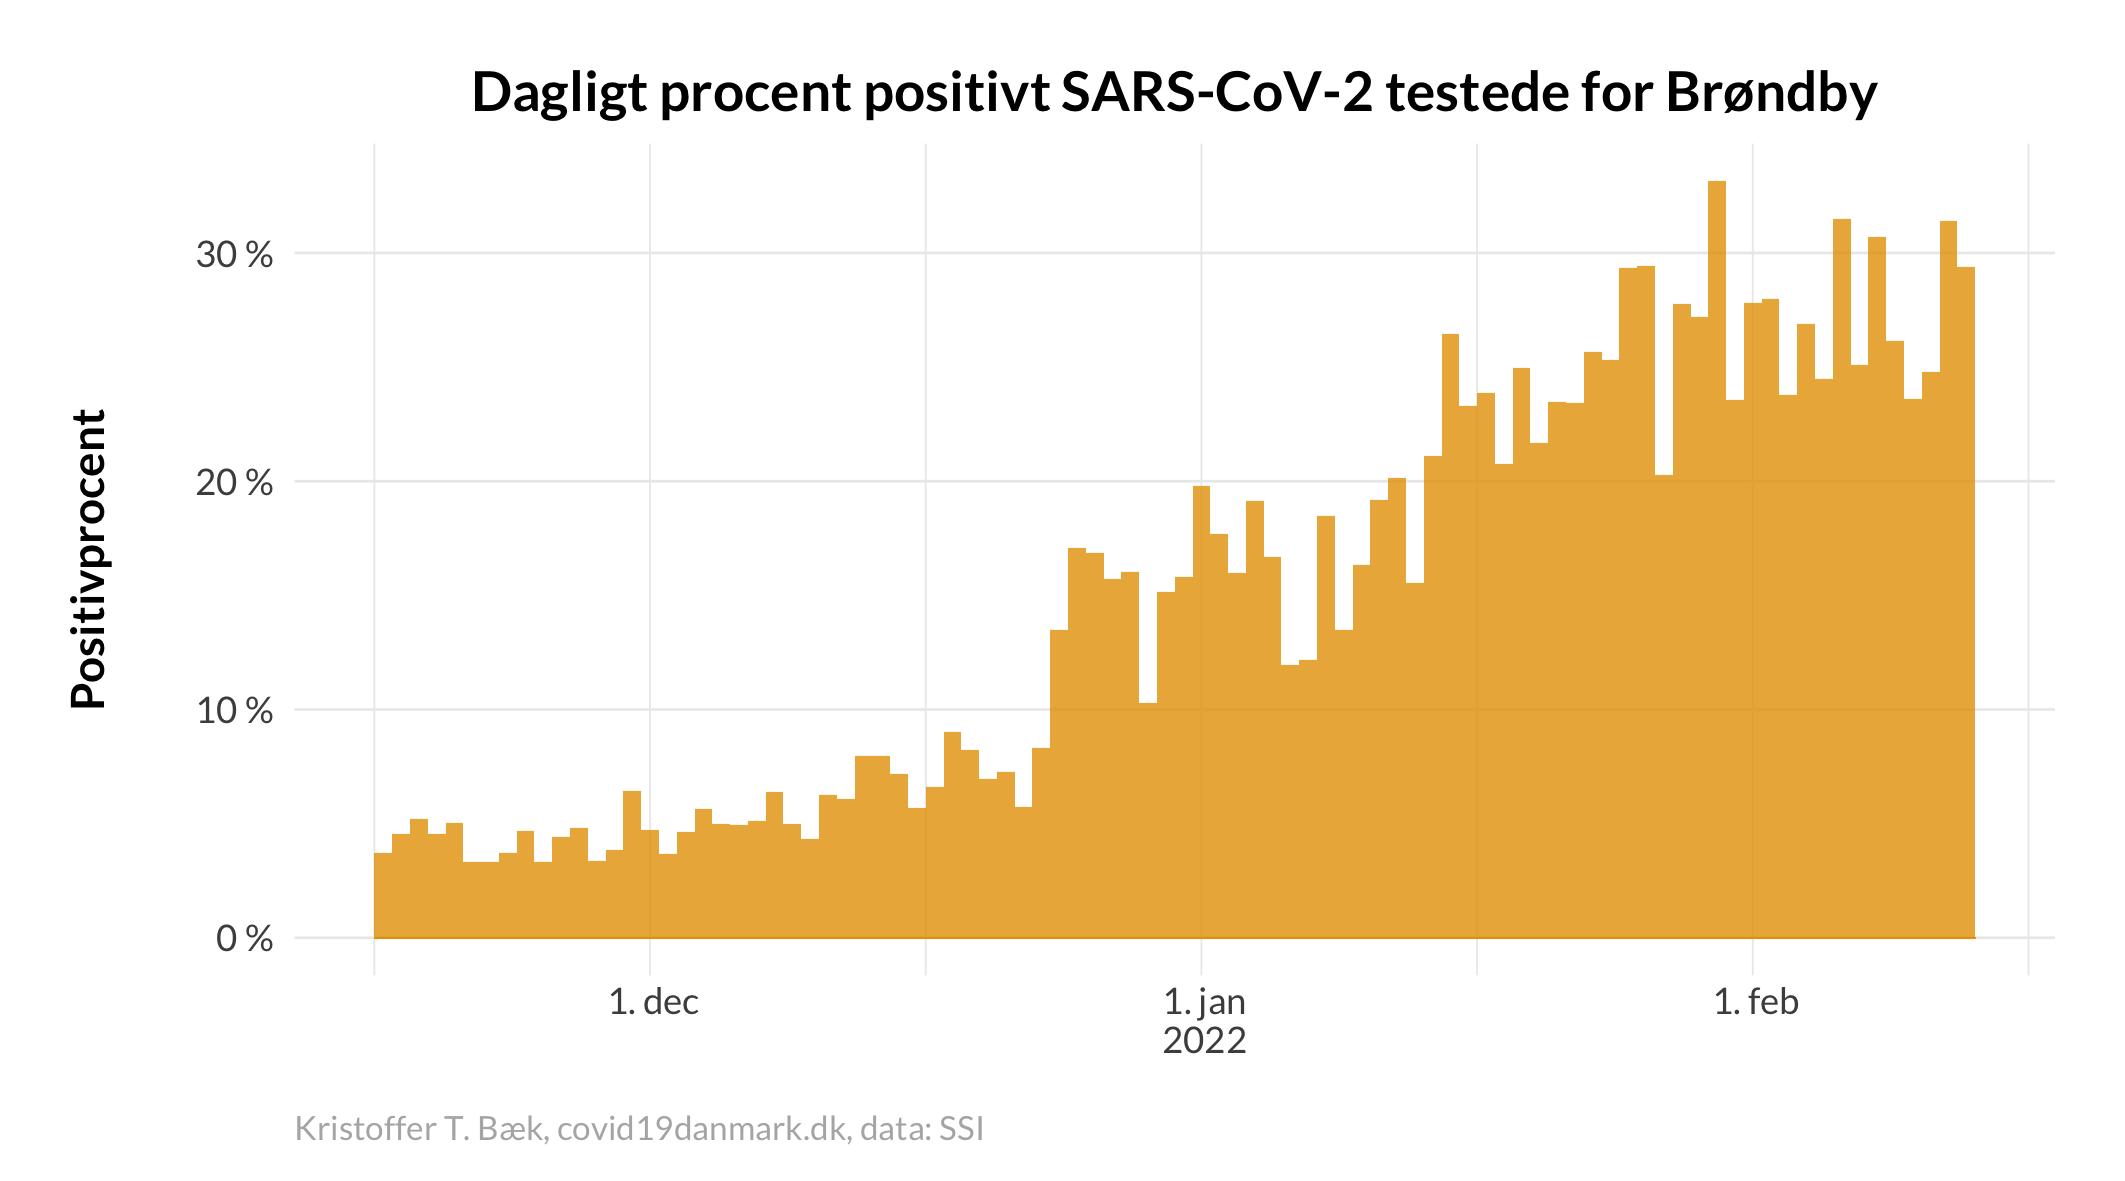 Dagligt procent positivt SARS-CoV-2 testede for Brøndby
Positivprocent
30 %
20 %
10 %
0 %
1. dec
1. jan
2022
1. feb
Kristoffer T. Bæk, covid19danmark.dk, data: SSI